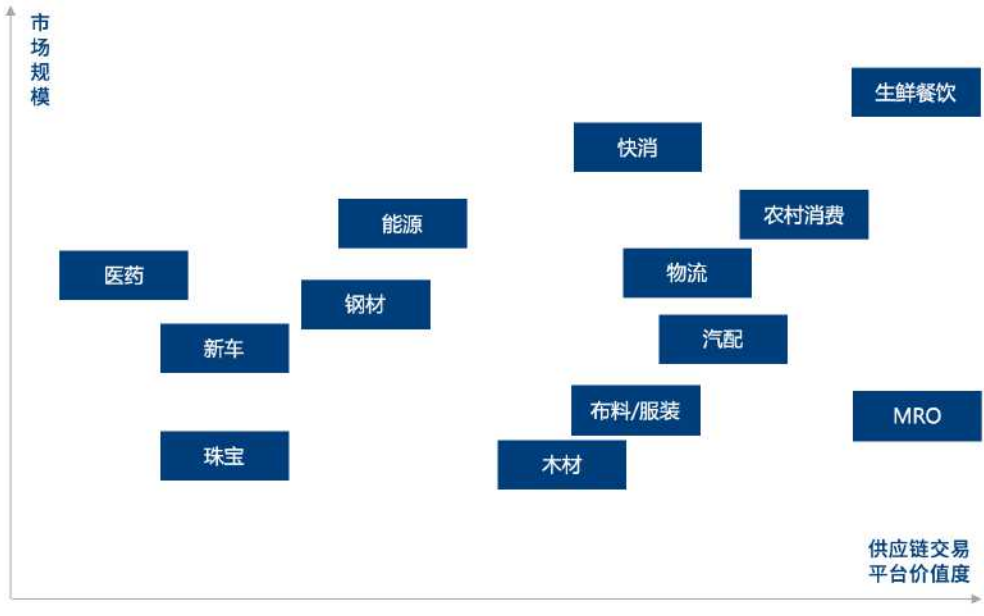 市
场
规
模
生鲜餐饮
快消
农村消费
能源
物流
医药
钢材
汽配
新车
布料/服装
MRO
珠宝
木材
供应链交易
平台价值度